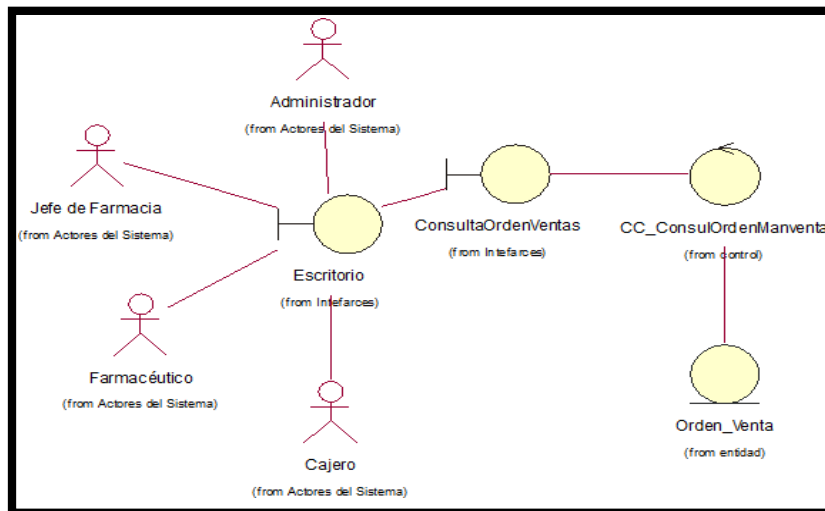 Administrador
(from Actores del Sistema)
Jefe de Farmacia
(from Actores del Sistema)
ConsultaOrdenVentas
(from Intefarces)
CC_ConsulOrdenManventa
(from control)
Escritorio
(from Intefarces)
Farmacéutico
(from Actores del Sistema)
Orden_Venta
(from entidad)
Cajero
(from Actores del Sistema)